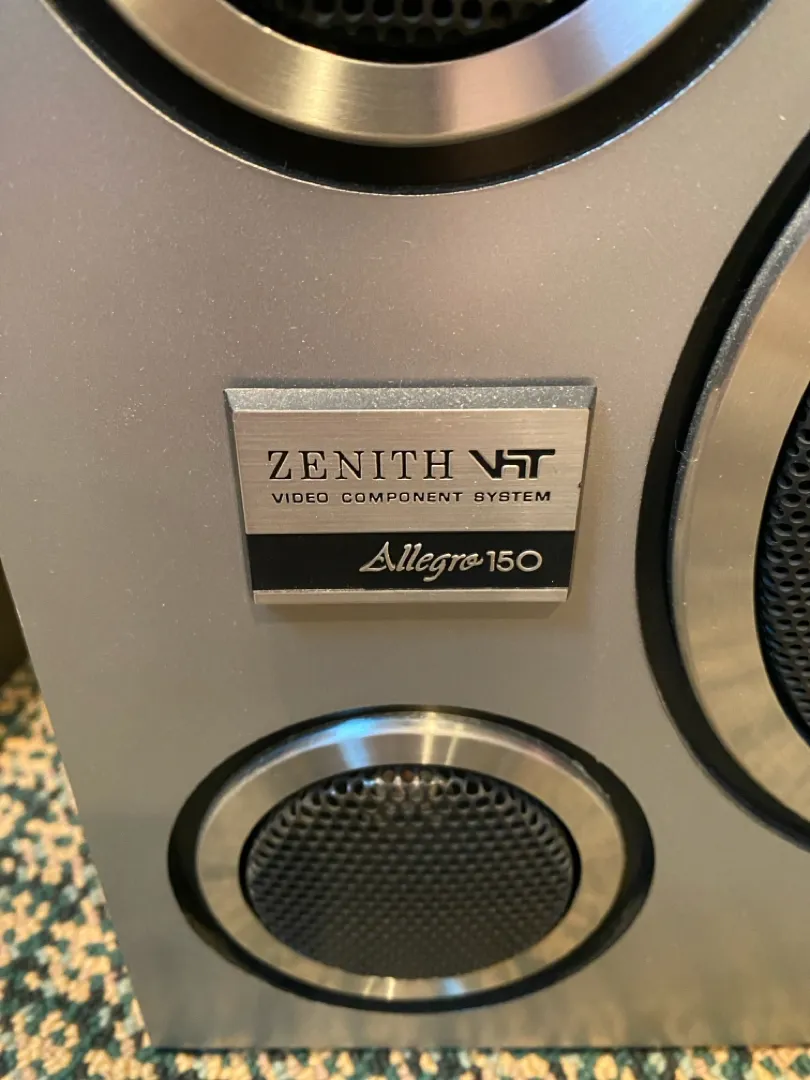 ZENITH VHT
VIDEO COMPONENT SYSTEM
Allegro 150